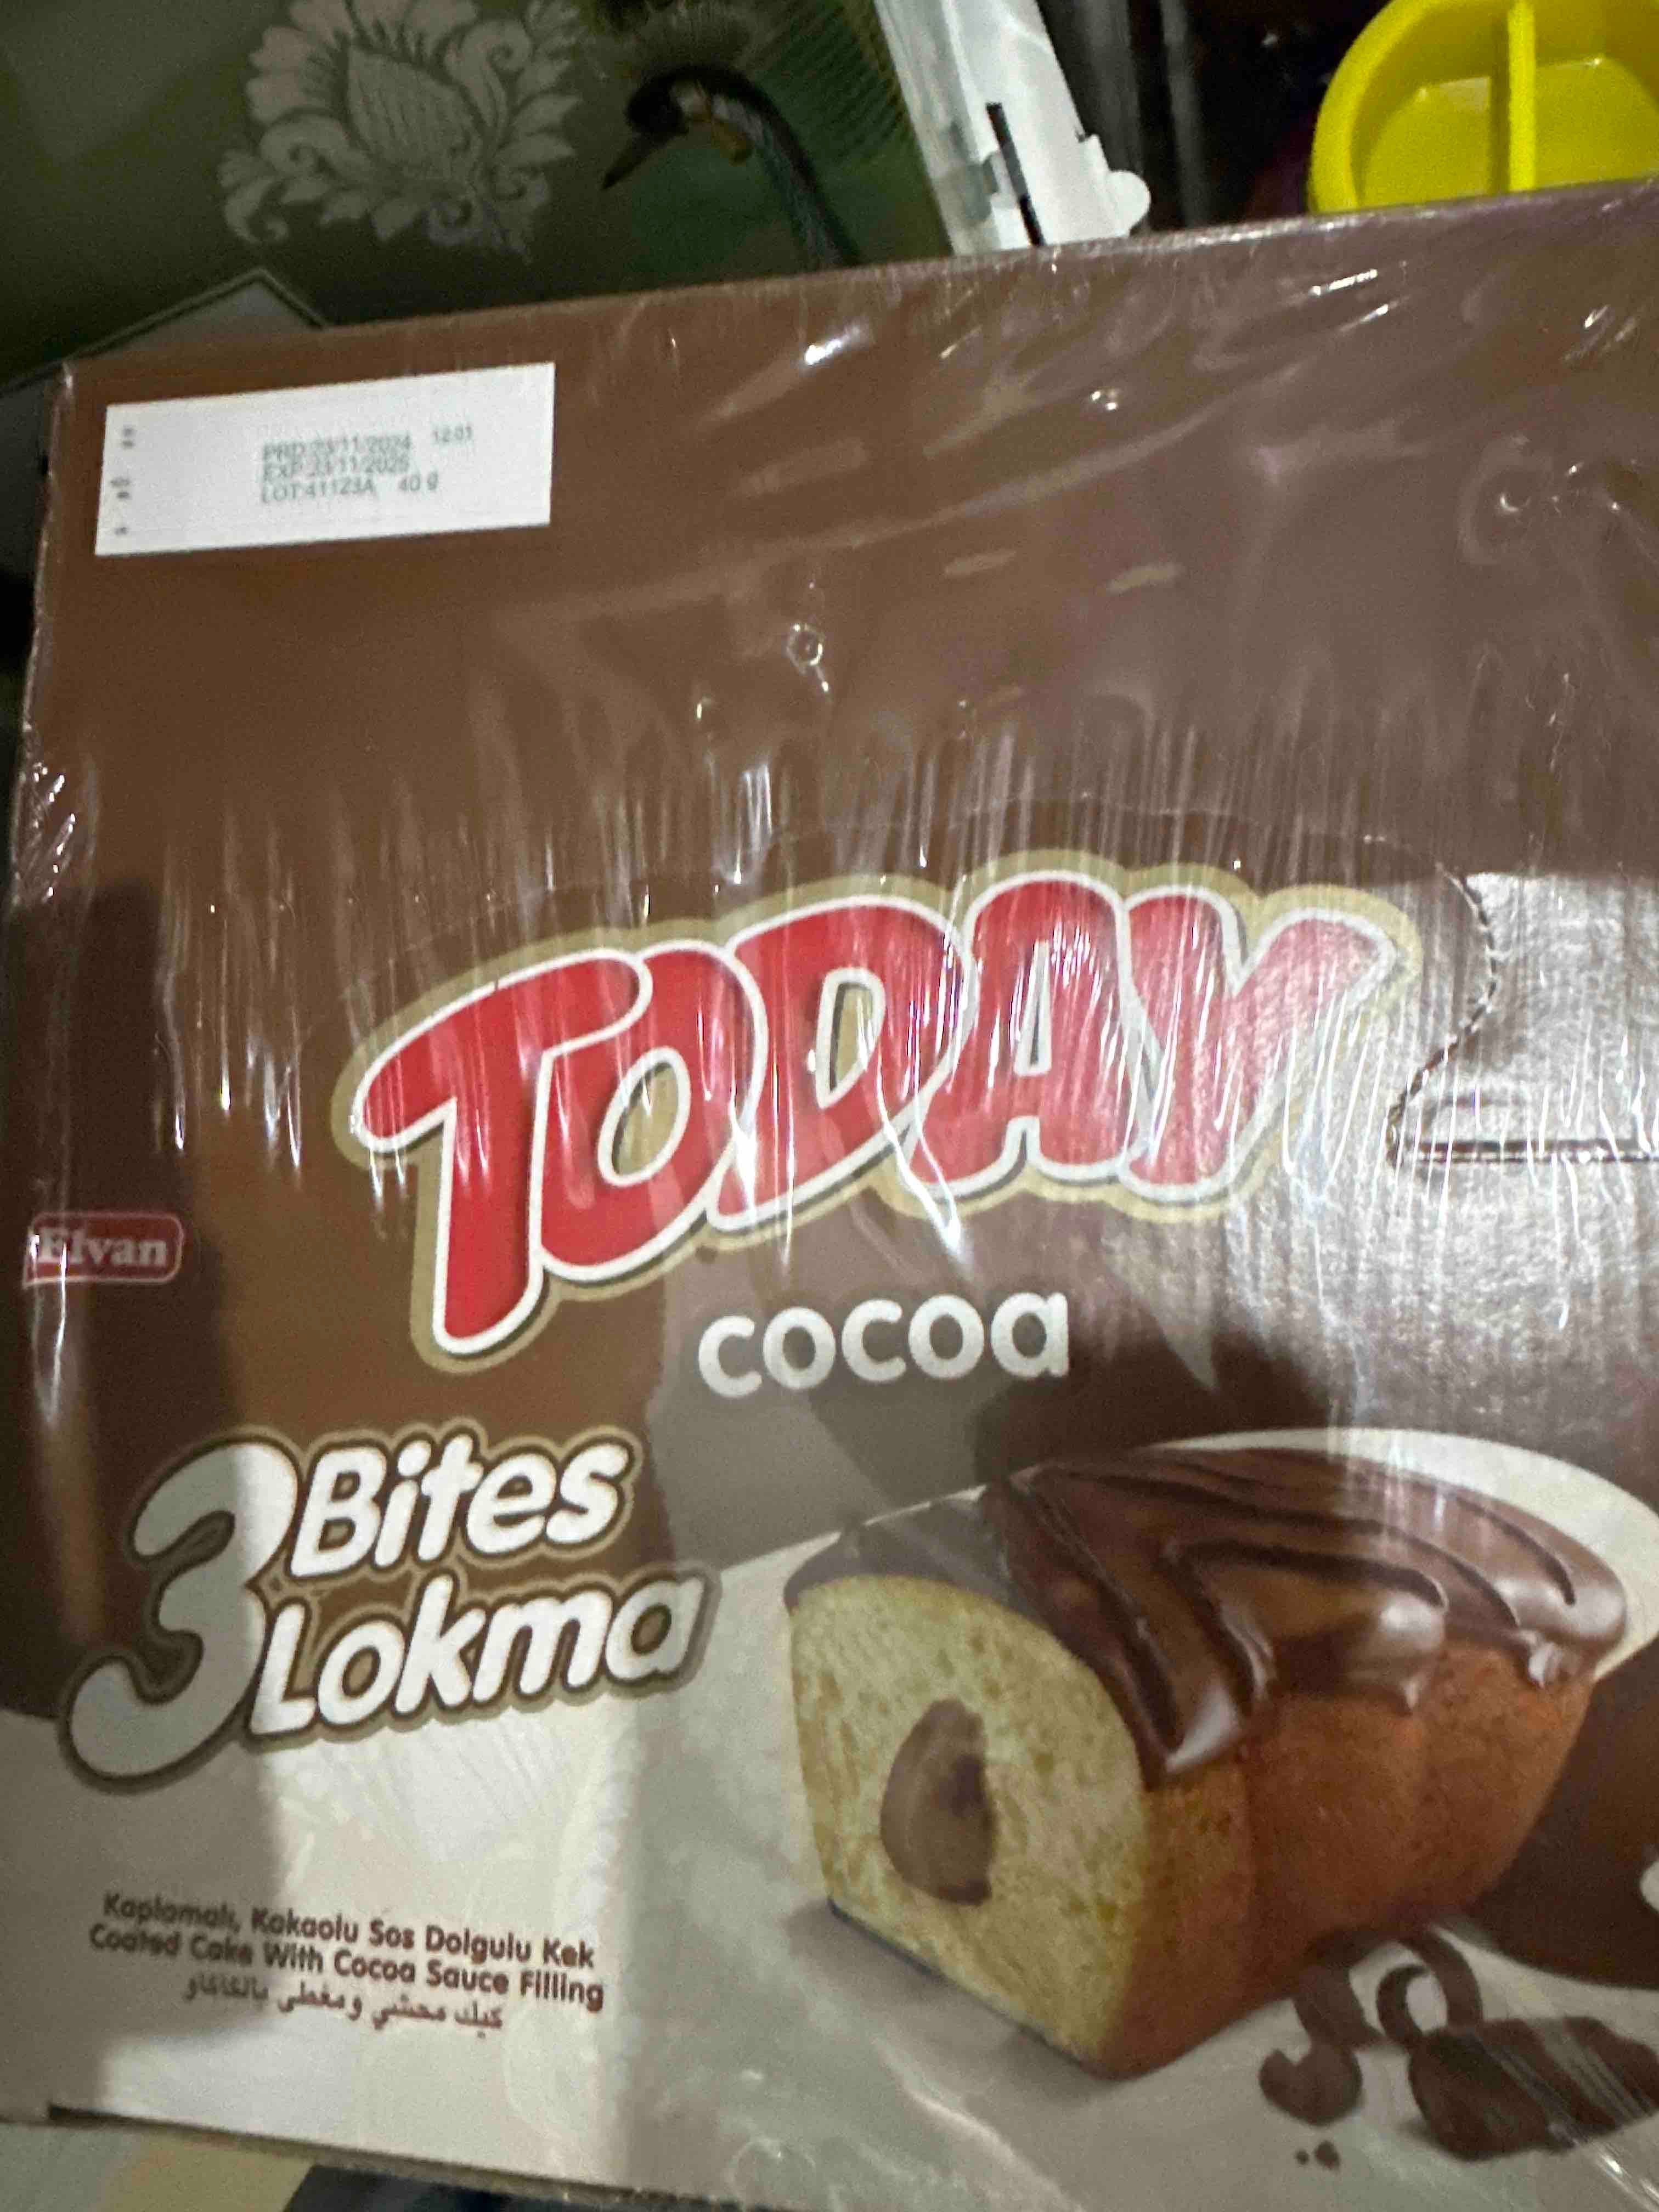 PRD:23/11/2024 12:01
EXP:23/11/2025
LOT:41123A 40 g
TODAY
Elvan
cocoa
3 Bites
Lokma
Kaplamalı, Kakaolu Sos Dolgulu Kek
Coated Cake With Cocoa Sauce Filling
كيك محشي ومغطى بالكاكاو